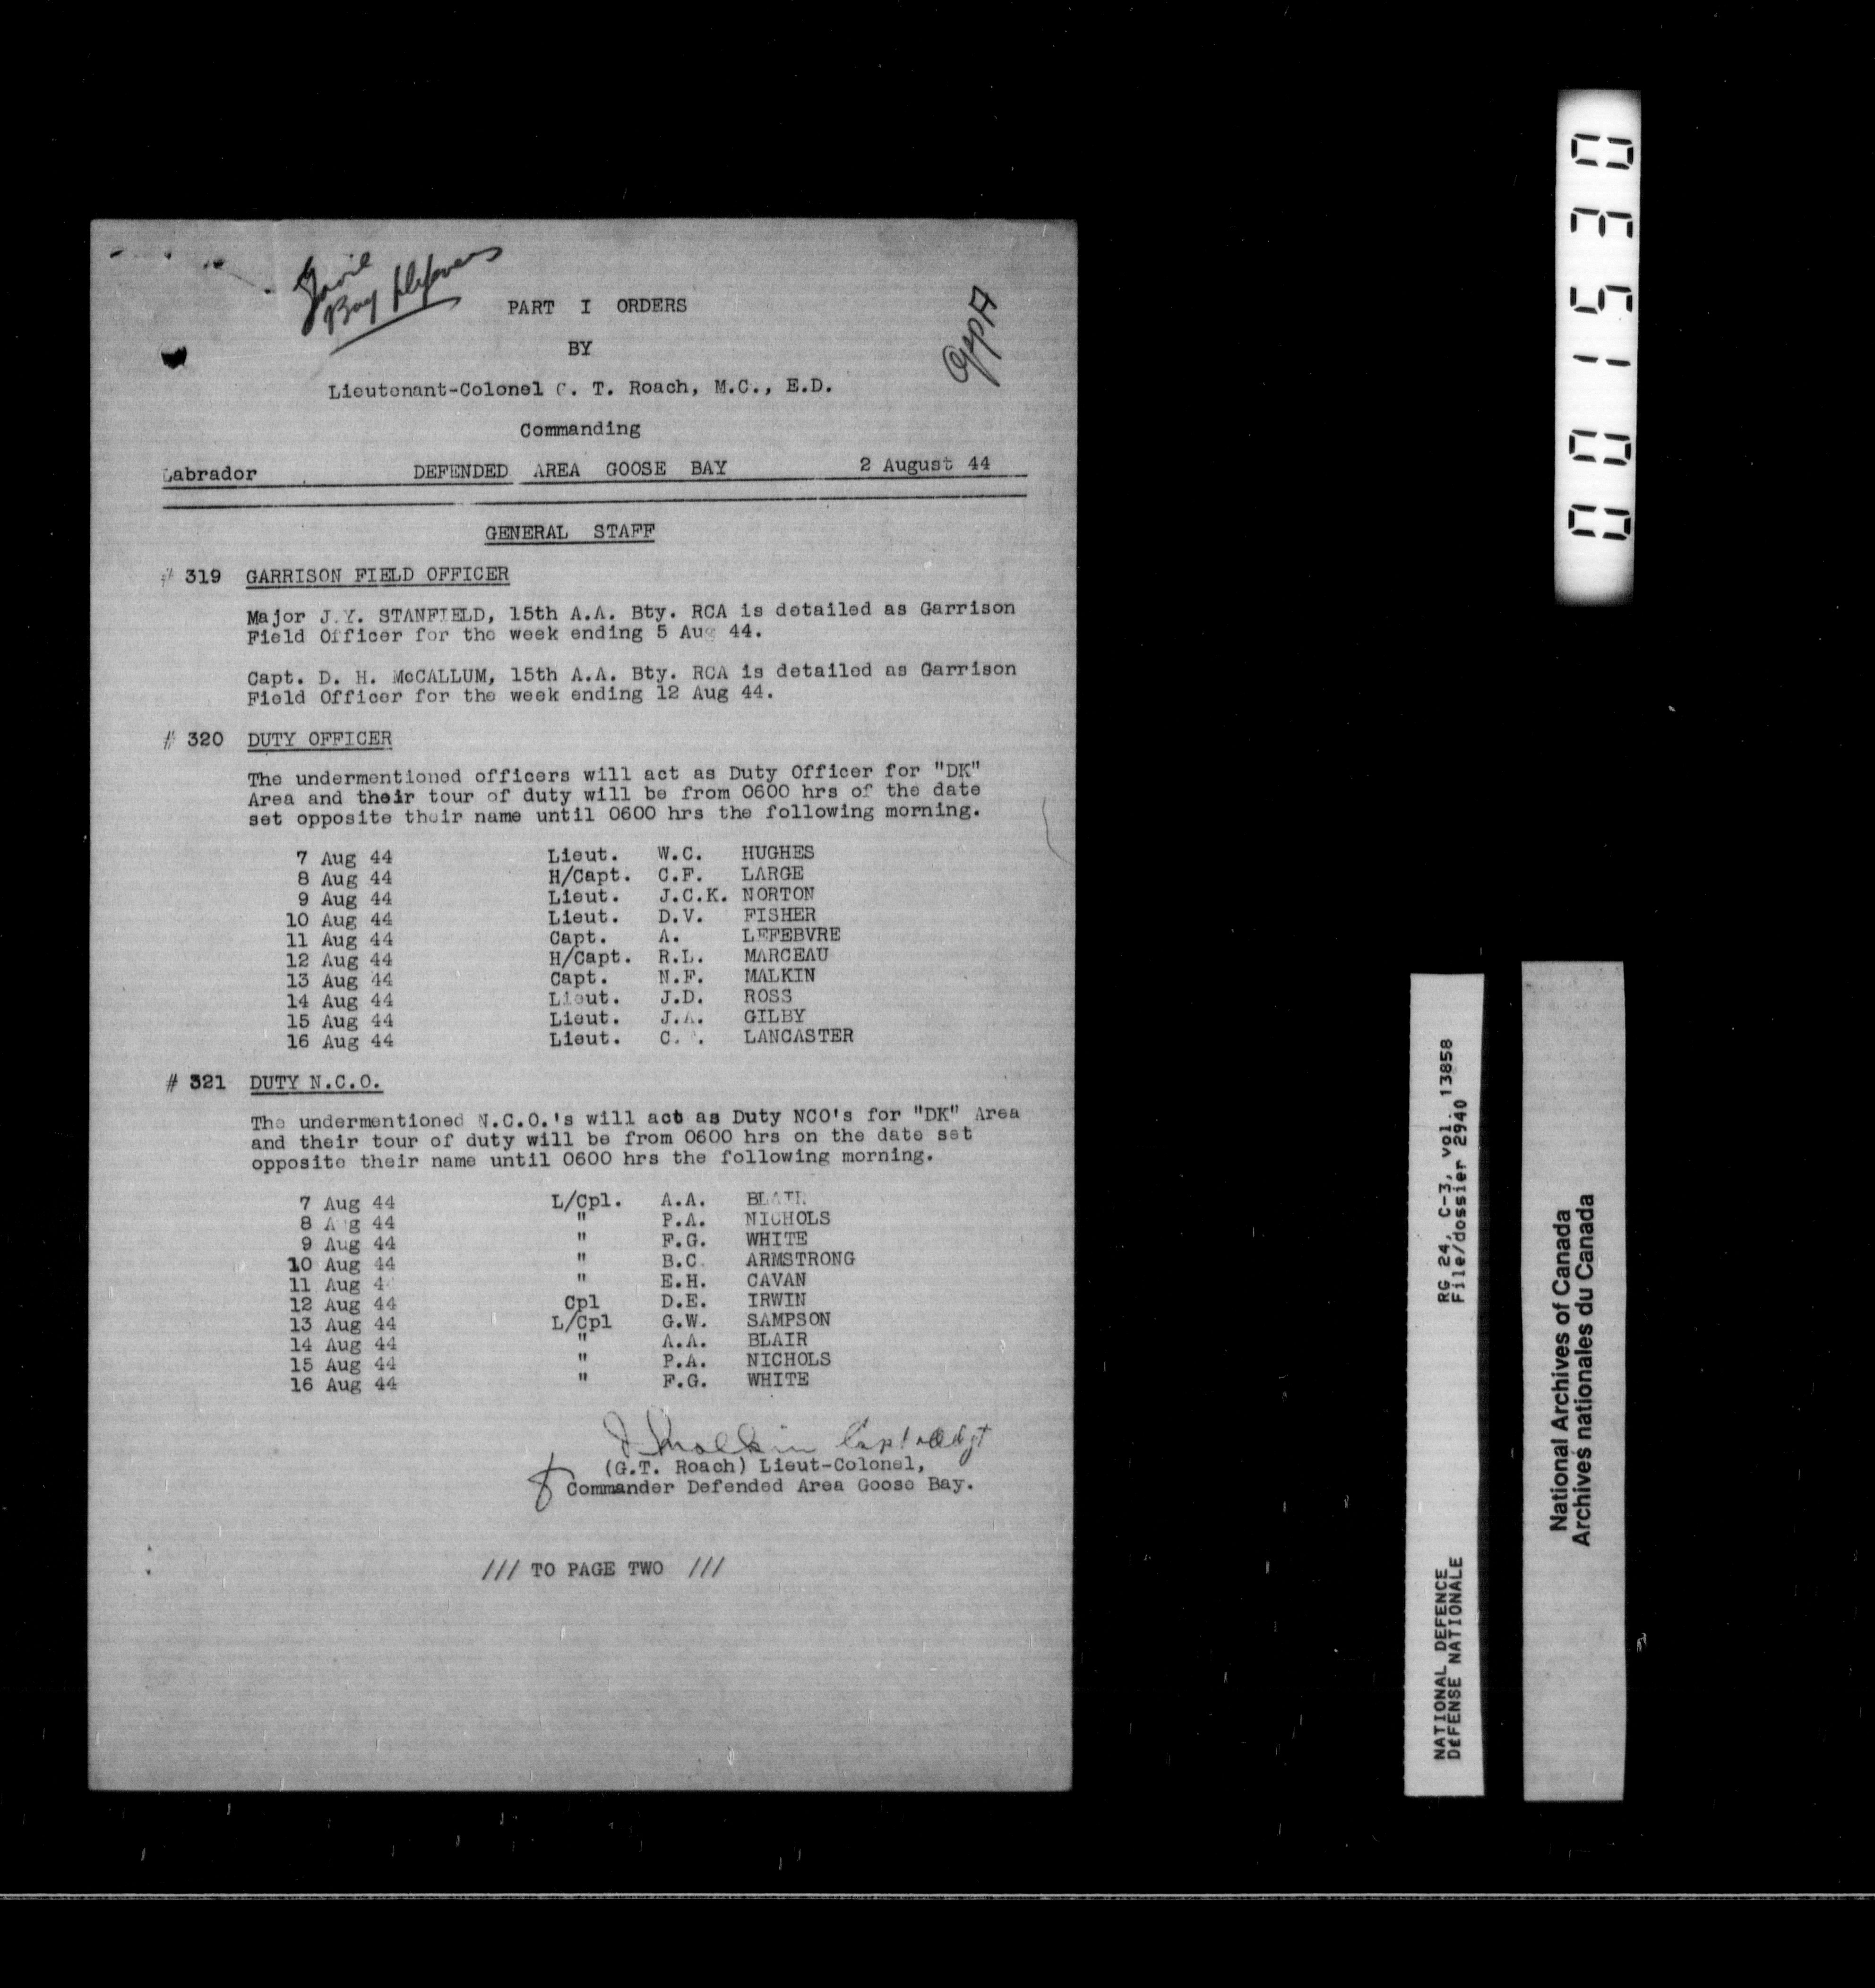 Bay
App A
PART I ORDERS
BY
Lieutenant-Colonel G. T. Roach, M.C., E.D.
Commanding
Labrador DEFENDED AREA GOOSE BAY 2 August 44
GENERAL STAFF
# 319 GARRISON FIELD OFFICER
Major J.Y. STANFIELD, 15th A.A. Bty. RCA is detailed as Garrison
Field Officer for the week ending 5 Aug 44.
Capt. D. H. McCALLUM, 15th A.A. Bty. RCA is detailed as Garrison
Field Officer for the week ending 12 Aug 44.
# 320 DUTY OFFICER
The undermentioned officers will act as Duty Officer for "DK"
Area and their tour of duty will be from 0600 hrs of the date
set opposite their name until 0600 hrs the following morning.
7 Aug 44 Lieut. W.C. HUGHES
8 Aug 44 H/Capt. C.F. LARGE
9 Aug 44 Lieut. J.C.K. NORTON
10 Aug 44 Lieut. D.V. FISHER
11 Aug 44 Capt. A. LEFEBVRE
12 Aug 44 H/Capt. R.L. MARCEAU
13 Aug 44 Capt. N.F. MALKIN
14 Aug 44 Lieut. J.D. ROSS
15 Aug 44 Lieut. J.A. GILBY
16 Aug 44 Lieut. C. LANCASTER
# 321 DUTY N.C.O.
The undermentioned N.C.O.'s will act as Duty NCO's for "DK" Area
and their tour of duty will be from 0600 hrs on the date set
opposite their name until 0600 hrs the following morning.
7 Aug 44 L/Cpl. A.A. BLAIR
8 Aug 44 " P.A. NICHOLS
9 Aug 44 " F.G. WHITE
10 Aug 44 " B.C. ARMSTRONG
11 Aug 44 " E.H. CAVAN
12 Aug 44 Cpl D.E. IRWIN
13 Aug 44 L/Cpl G.W. SAMPSON
14 Aug 44 " A.A. BLAIR
15 Aug 44 " P.A. NICHOLS
16 Aug 44 " F.G. WHITE
Malkin Capt
(G.T. Roach) Lieut-Colonel,
Commander Defended Area Goose Bay.
/// TO PAGE TWO ///
001530
RG 24, C-3, vol. 13858
File/dossier 2940
NATIONAL DEFENCE
DÉFENSE NATIONALE
National Archives of Canada
Archives nationales du Canada